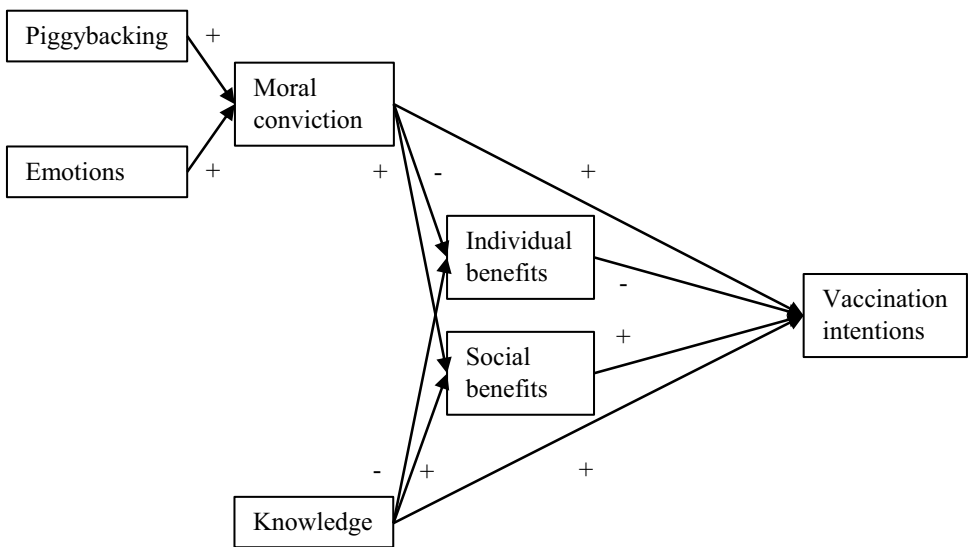 Piggybacking
+
Moral
conviction
Emotions
+
+
-
+
Individual
benefits
-
Vaccination
intentions
+
Social
benefits
-
+
+
Knowledge